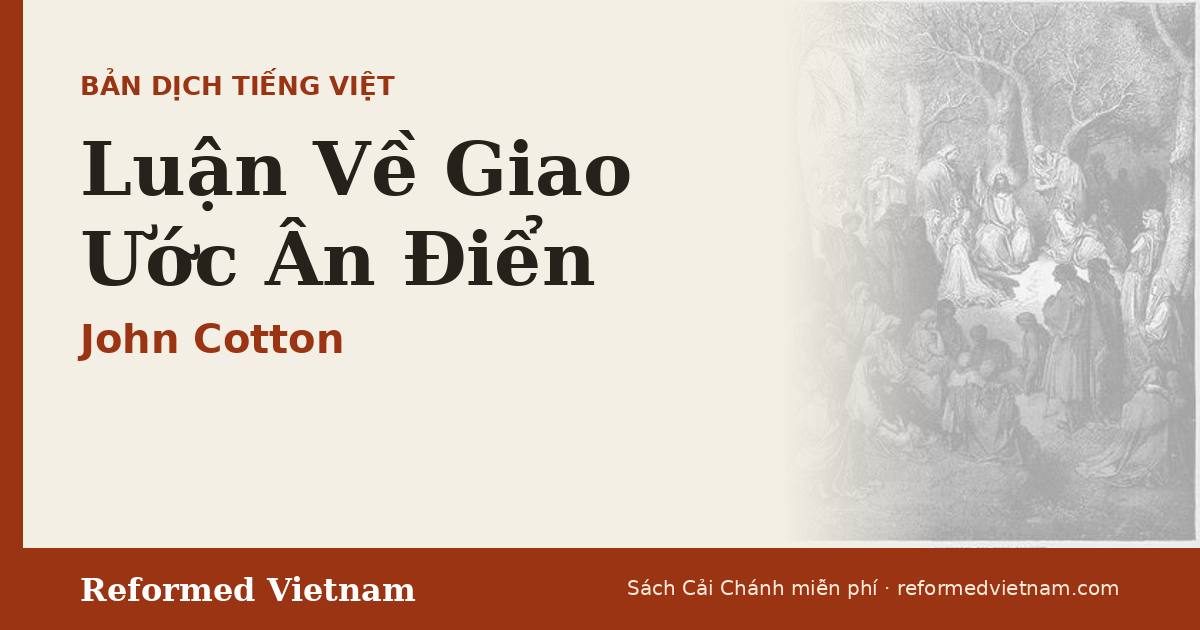 BẢN DỊCH TIẾNG VIỆT
Luận Về Giao
Ước Ân Điển
John Cotton
Reformed Vietnam
Sách Cải Chánh miễn phí · reformedvietnam.com